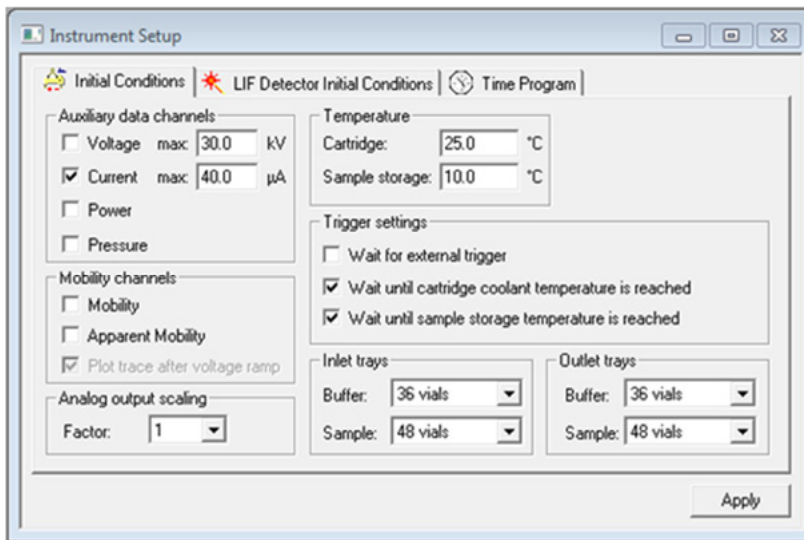 Instrument Setup
Initial Conditions
LIF Detector Initial Conditions
Time Program
Auxiliary data channels
Voltage max: 30.0 kV
Current max: 40.0 µA
Power
Pressure
Mobility channels
Mobility
Apparent Mobility
Plot trace after voltage ramp
Analog output scaling
Factor: 1
Temperature
Cartridge: 25.0 °C
Sample storage: 10.0 °C
Trigger settings
Wait for external trigger
Wait until cartridge coolant temperature is reached
Wait until sample storage temperature is reached
Inlet trays
Buffer: 36 vials
Sample: 48 vials
Outlet trays
Buffer: 36 vials
Sample: 48 vials
Apply